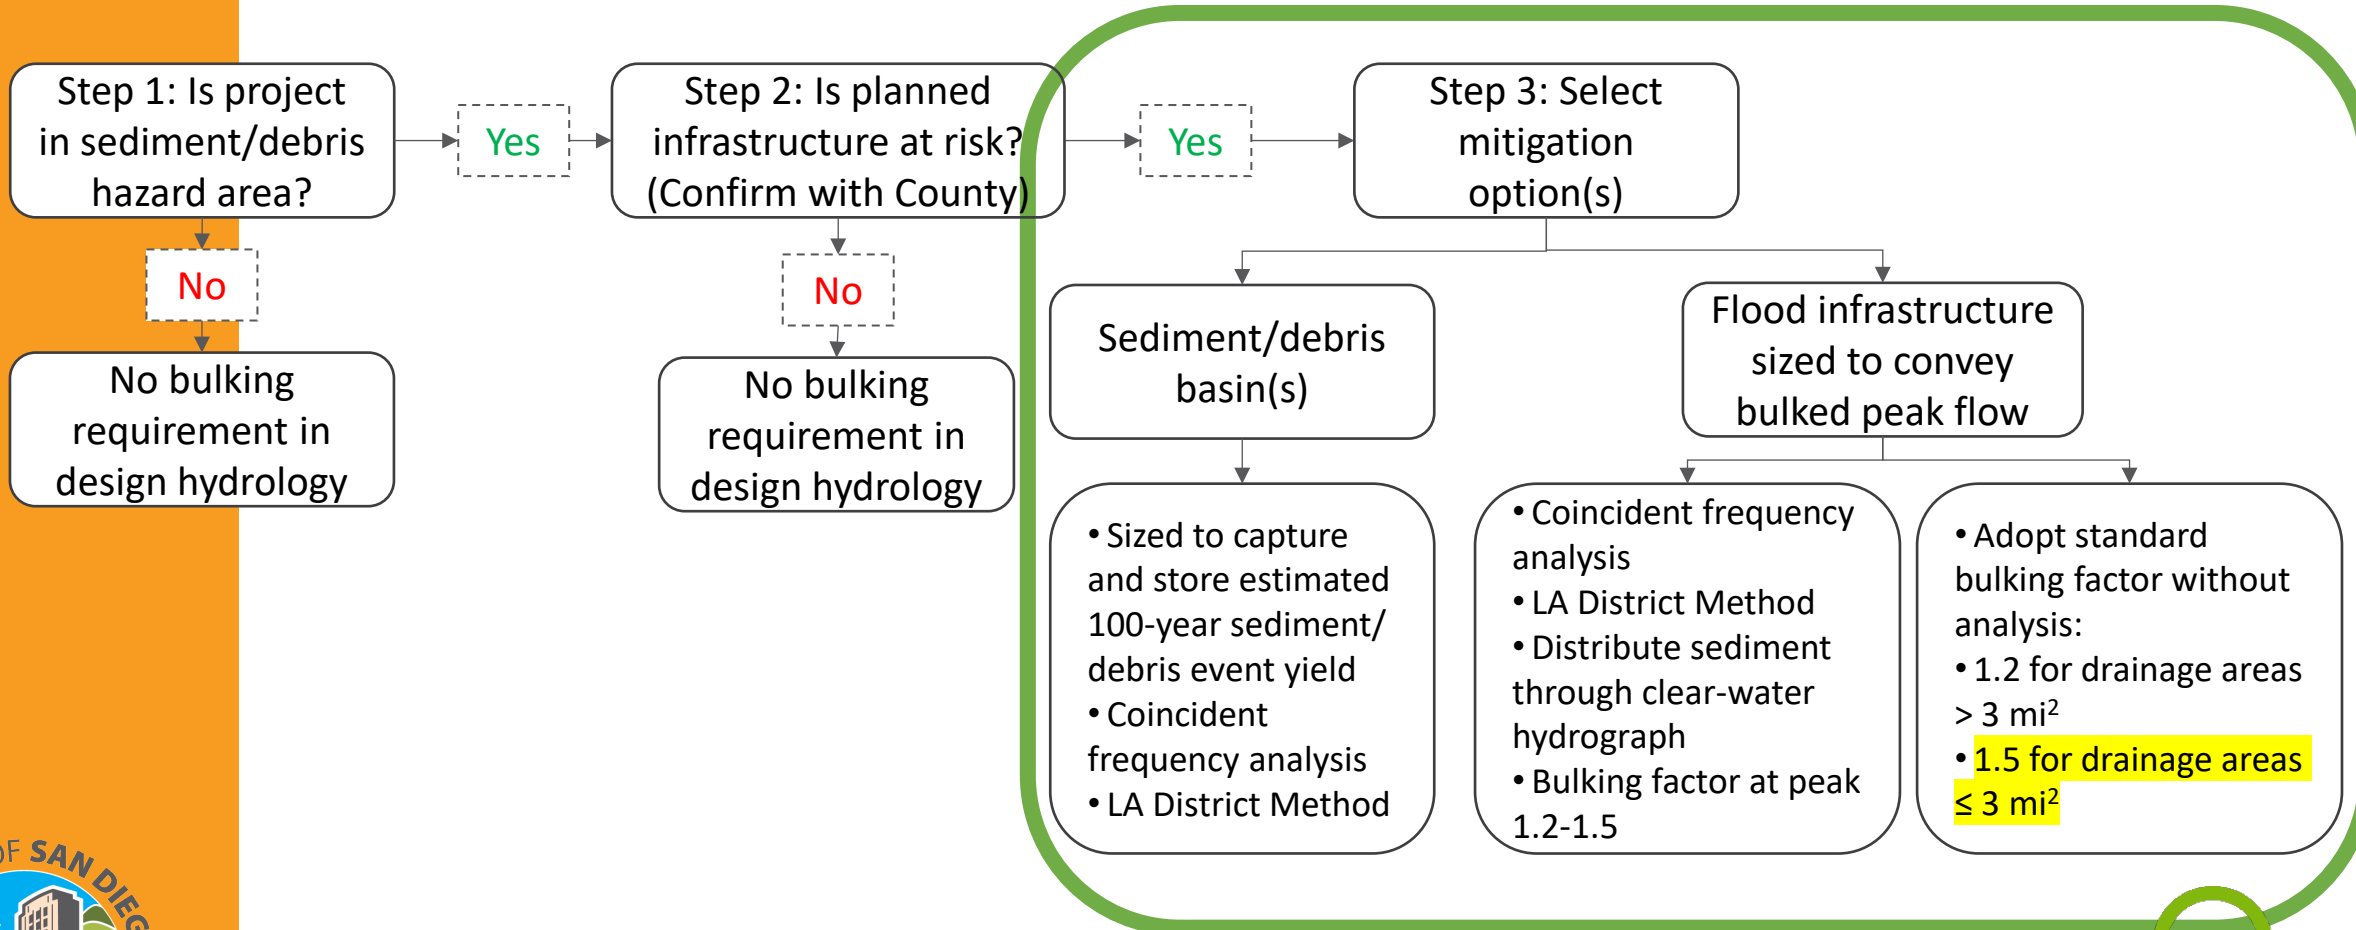 Step 1: Is project
in sediment/debris
hazard area?
Yes
Step 2: Is planned
infrastructure at risk?
(Confirm with County)
Yes
Step 3: Select
mitigation
option(s)
No
No bulking
requirement in
design hydrology
No
No bulking
requirement in
design hydrology
Sediment/debris
basin(s)
Flood infrastructure
sized to convey
bulked peak flow
• Sized to capture
and store estimated
100-year sediment/
debris event yield
• Coincident
frequency analysis
• LA District Method
• Coincident frequency
analysis
• LA District Method
• Distribute sediment
through clear-water
hydrograph
• Bulking factor at peak
1.2-1.5
• Adopt standard
bulking factor without
analysis:
• 1.2 for drainage areas
> 3 mi²
• 1.5 for drainage areas
≤ 3 mi²
OF SAN DIEG